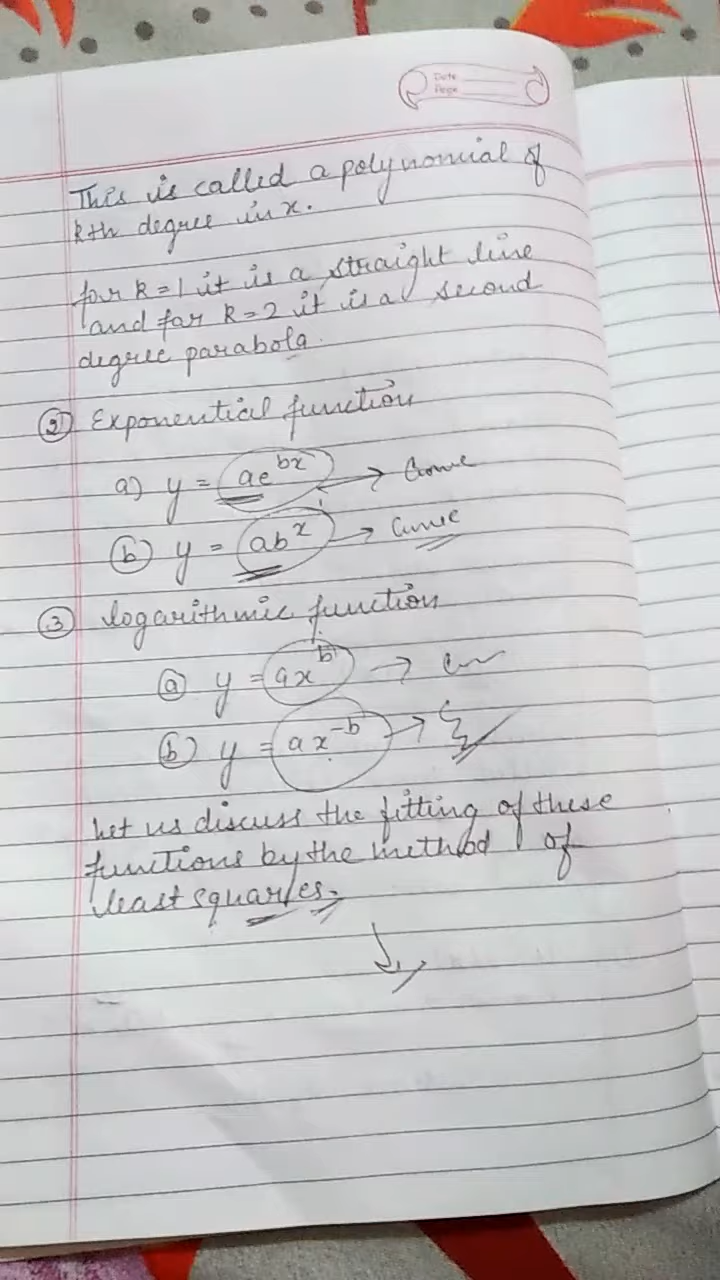 Date
Page
This is called a polynomial of
kth degree in x.
for k=1 it is a straight line
and for k=2 it is a second
degree parabola.
② Exponential function
a) y = ae^bx → Curve
ⓑ y = ab^x → Curve
③ logarithmic function
ⓐ y = ax^b →
ⓑ y = ax^-b →
Let us discuss the fitting of these
functions by the method of
least squares.